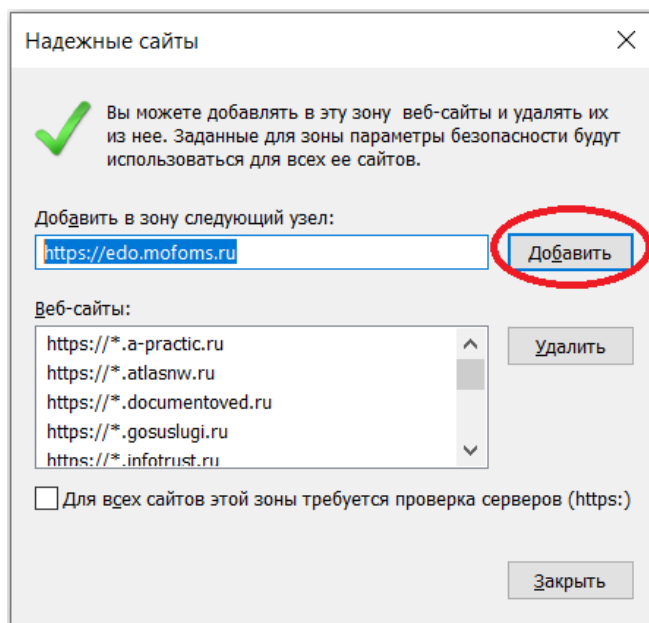 Надежные сайты
Вы можете добавлять в эту зону веб-сайты и удалять их
из нее. Заданные для зоны параметры безопасности будут
использоваться для всех ее сайтов.
Добавить в зону следующий узел:
https://edo.mofoms.ru
Добавить
Веб-сайты:
https://*.a-practic.ru
Удалить
https://*.atlasnw.ru
https://*.documentoved.ru
https://*.gosuslugi.ru
https://*.infotrust.ru
Для всех сайтов этой зоны требуется проверка серверов (https:)
Закрыть